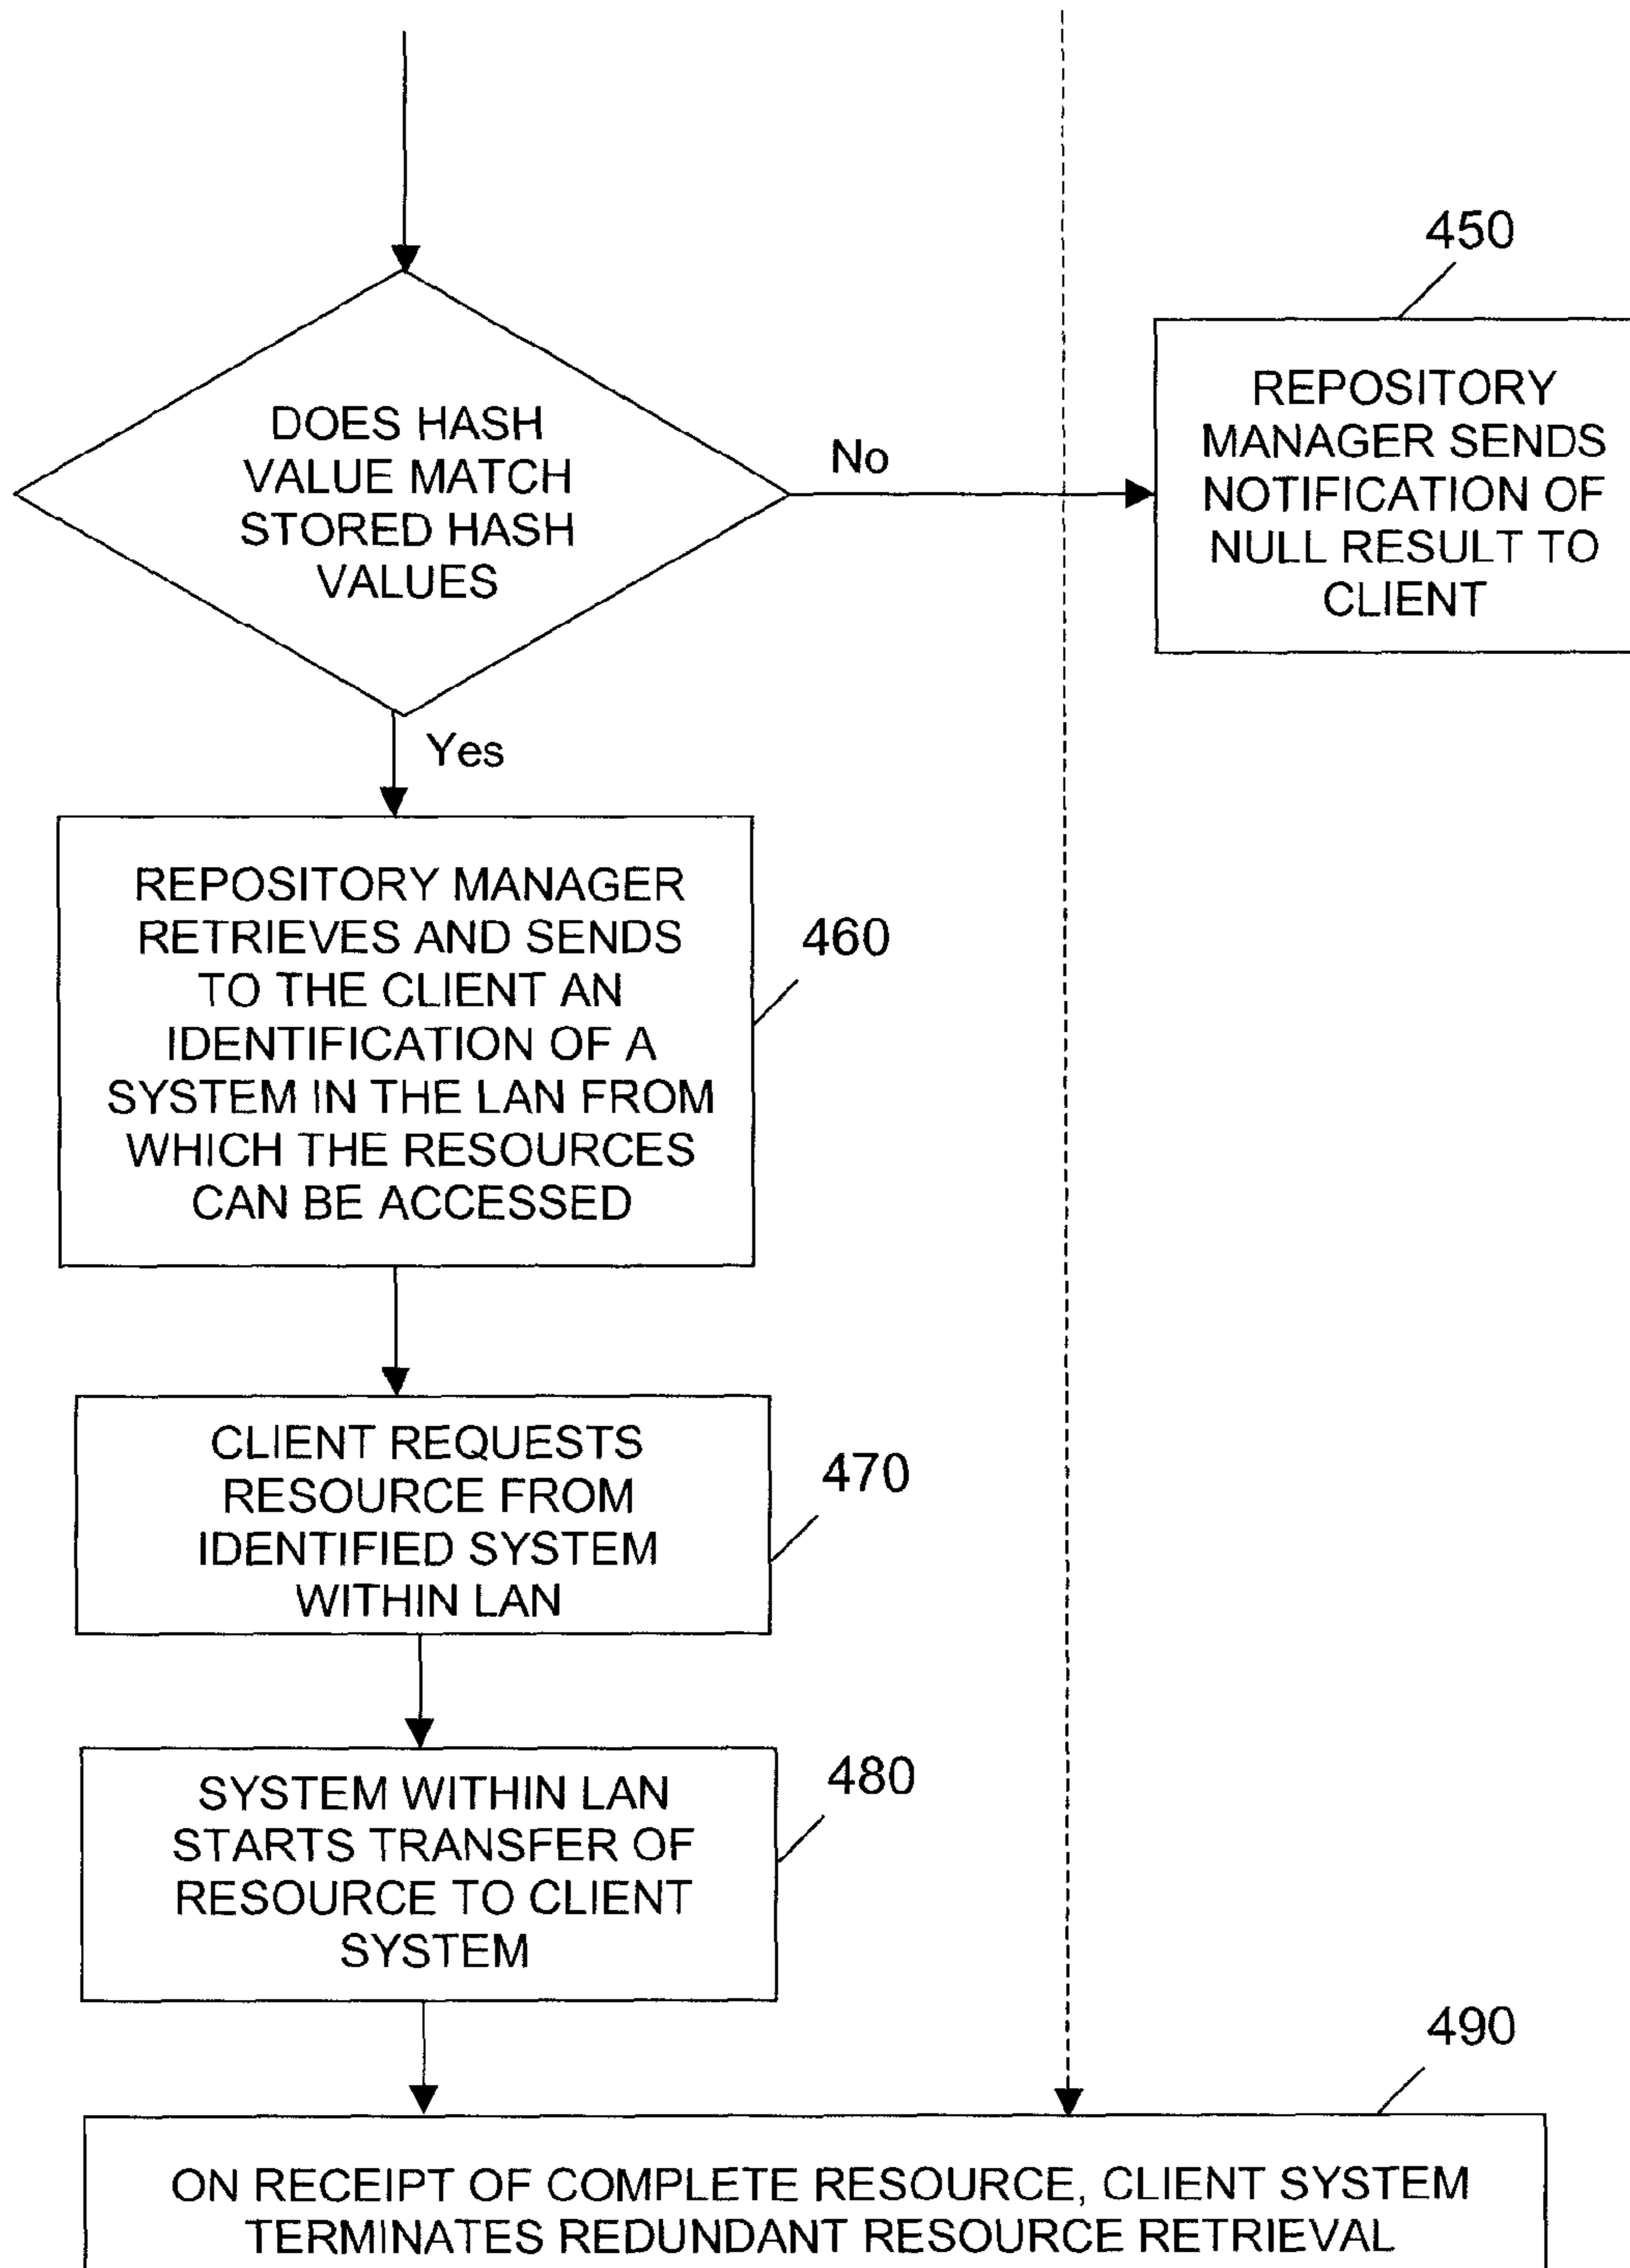 450
REPOSITORY
MANAGER SENDS
NOTIFICATION OF
NULL RESULT TO
CLIENT
DOES HASH
VALUE MATCH
STORED HASH
VALUES
No
Yes
REPOSITORY MANAGER
RETRIEVES AND SENDS
TO THE CLIENT AN
IDENTIFICATION OF A
SYSTEM IN THE LAN FROM
WHICH THE RESOURCES
CAN BE ACCESSED
460
CLIENT REQUESTS
RESOURCE FROM
IDENTIFIED SYSTEM
WITHIN LAN
470
SYSTEM WITHIN LAN
STARTS TRANSFER OF
RESOURCE TO CLIENT
SYSTEM
480
490
ON RECEIPT OF COMPLETE RESOURCE, CLIENT SYSTEM
TERMINATES REDUNDANT RESOURCE RETRIEVAL